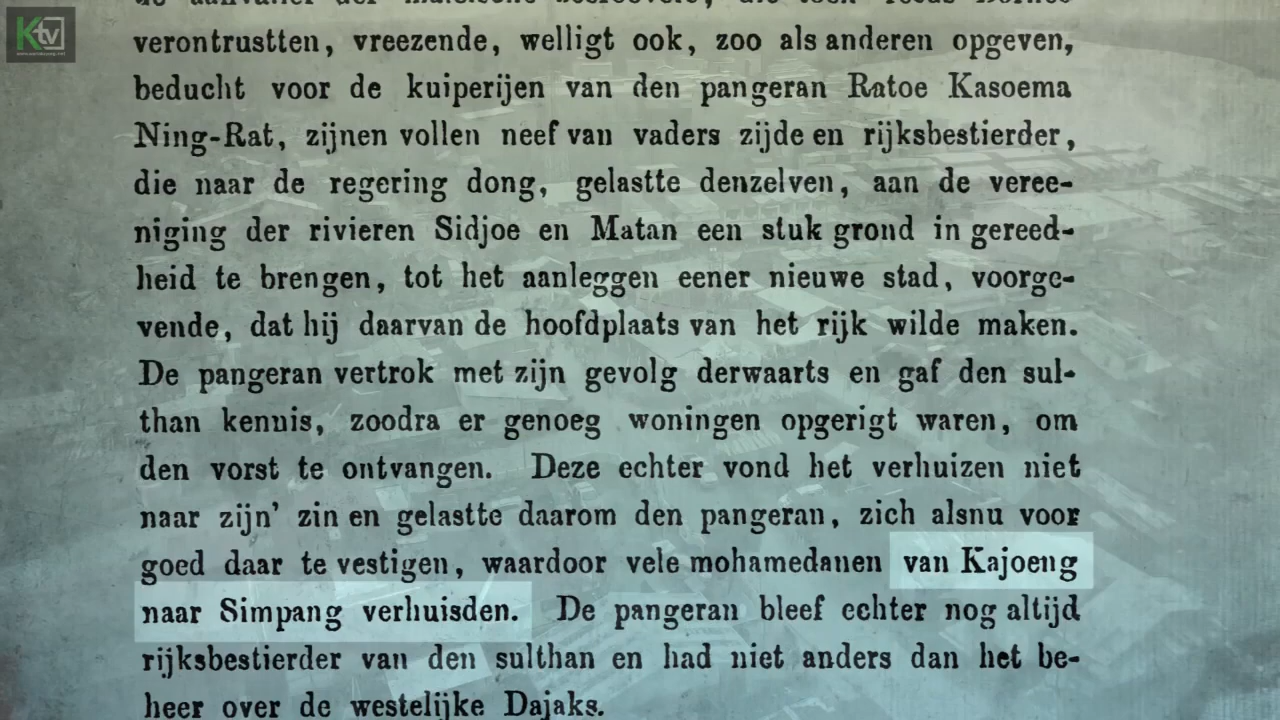 Ktv
verontrustten, vreezende, welligt ook, zoo als anderen opgeven,
beducht voor de kuiperijen van den pangeran Ratoe Kasoema
Ning-Rat, zijnen vollen neef van vaders zijde en rijksbestierder,
die naar de regering dong, gelastte denzelven, aan de veree-
niging der rivieren Sidjoe en Matan een stuk grond in gereed-
heid te brengen, tot het aanleggen eener nieuwe stad, voorge-
vende, dat hij daarvan de hoofdplaats van het rijk wilde maken.
De pangeran vertrok met zijn gevolg derwaarts en gaf den sul-
than kennis, zoodra er genoeg woningen opgerigt waren, om
den vorst te ontvangen. Deze echter vond het verhuizen niet
naar zijn' zin en gelastte daarom den pangeran, zich alsnu voor
goed daar te vestigen, waardoor vele mohamedanen van Kajoeng
naar Simpang verhuisden. De pangeran bleef echter nog altijd
rijksbestierder van den sulthan en had niet anders dan het be-
heer over de westelijke Dajaks.